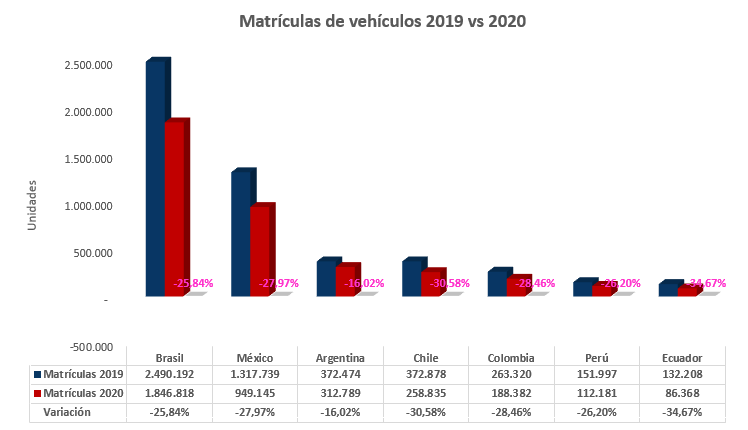 Matrículas de vehículos 2019 vs 2020
Unidades
2.500.000
2.000.000
1.500.000
1.000.000
500.000
-
-500.000
-25.84% -27.97% -16.02% -30.58% -28.46% -26.20% -34.67%
Brasil México Argentina Chile Colombia Perú Ecuador
Matrículas 2019 2.490.192 1.317.739 372.474 372.878 263.320 151.997 132.208
Matrículas 2020 1.846.818 949.145 312.789 258.835 188.382 112.181 86.368
Variación -25,84% -27,97% -16,02% -30,58% -28,46% -26,20% -34,67%